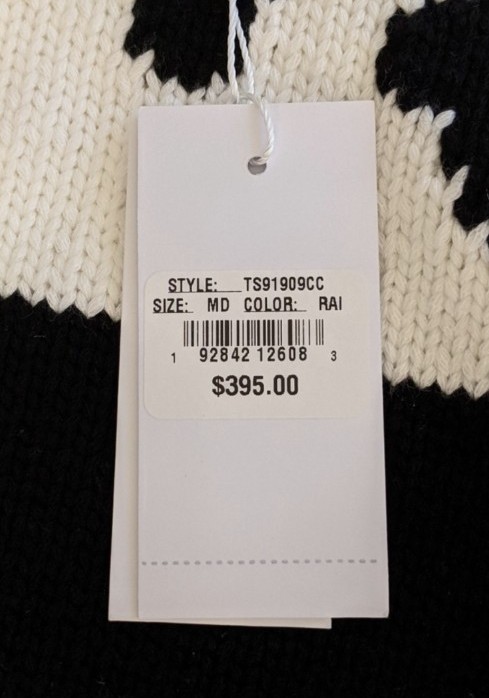 STYLE: TS91909CC
SIZE: MD COLOR: RAI
1 92842 12608 3
$395.00